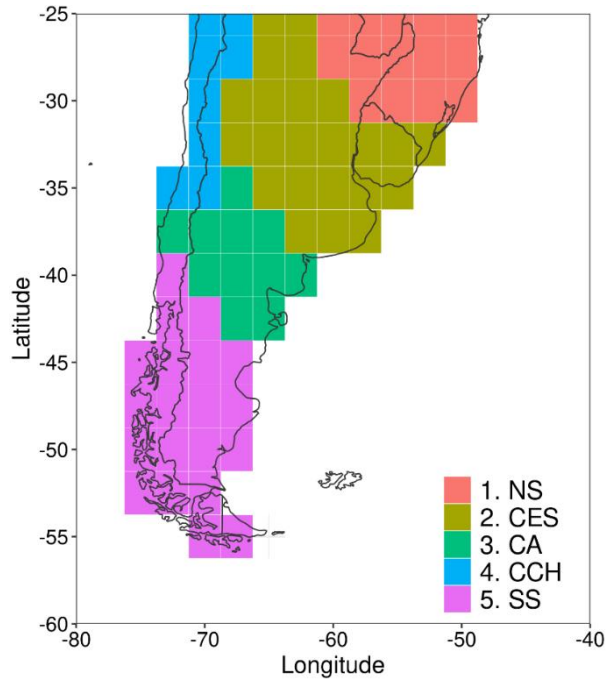 -25
-30
-35
-40
-45
-50
-55
-60
Latitude
1. NS
2. CES
3. CA
4. CCH
5. SS
-80 -70 -60 -50 -40
Longitude